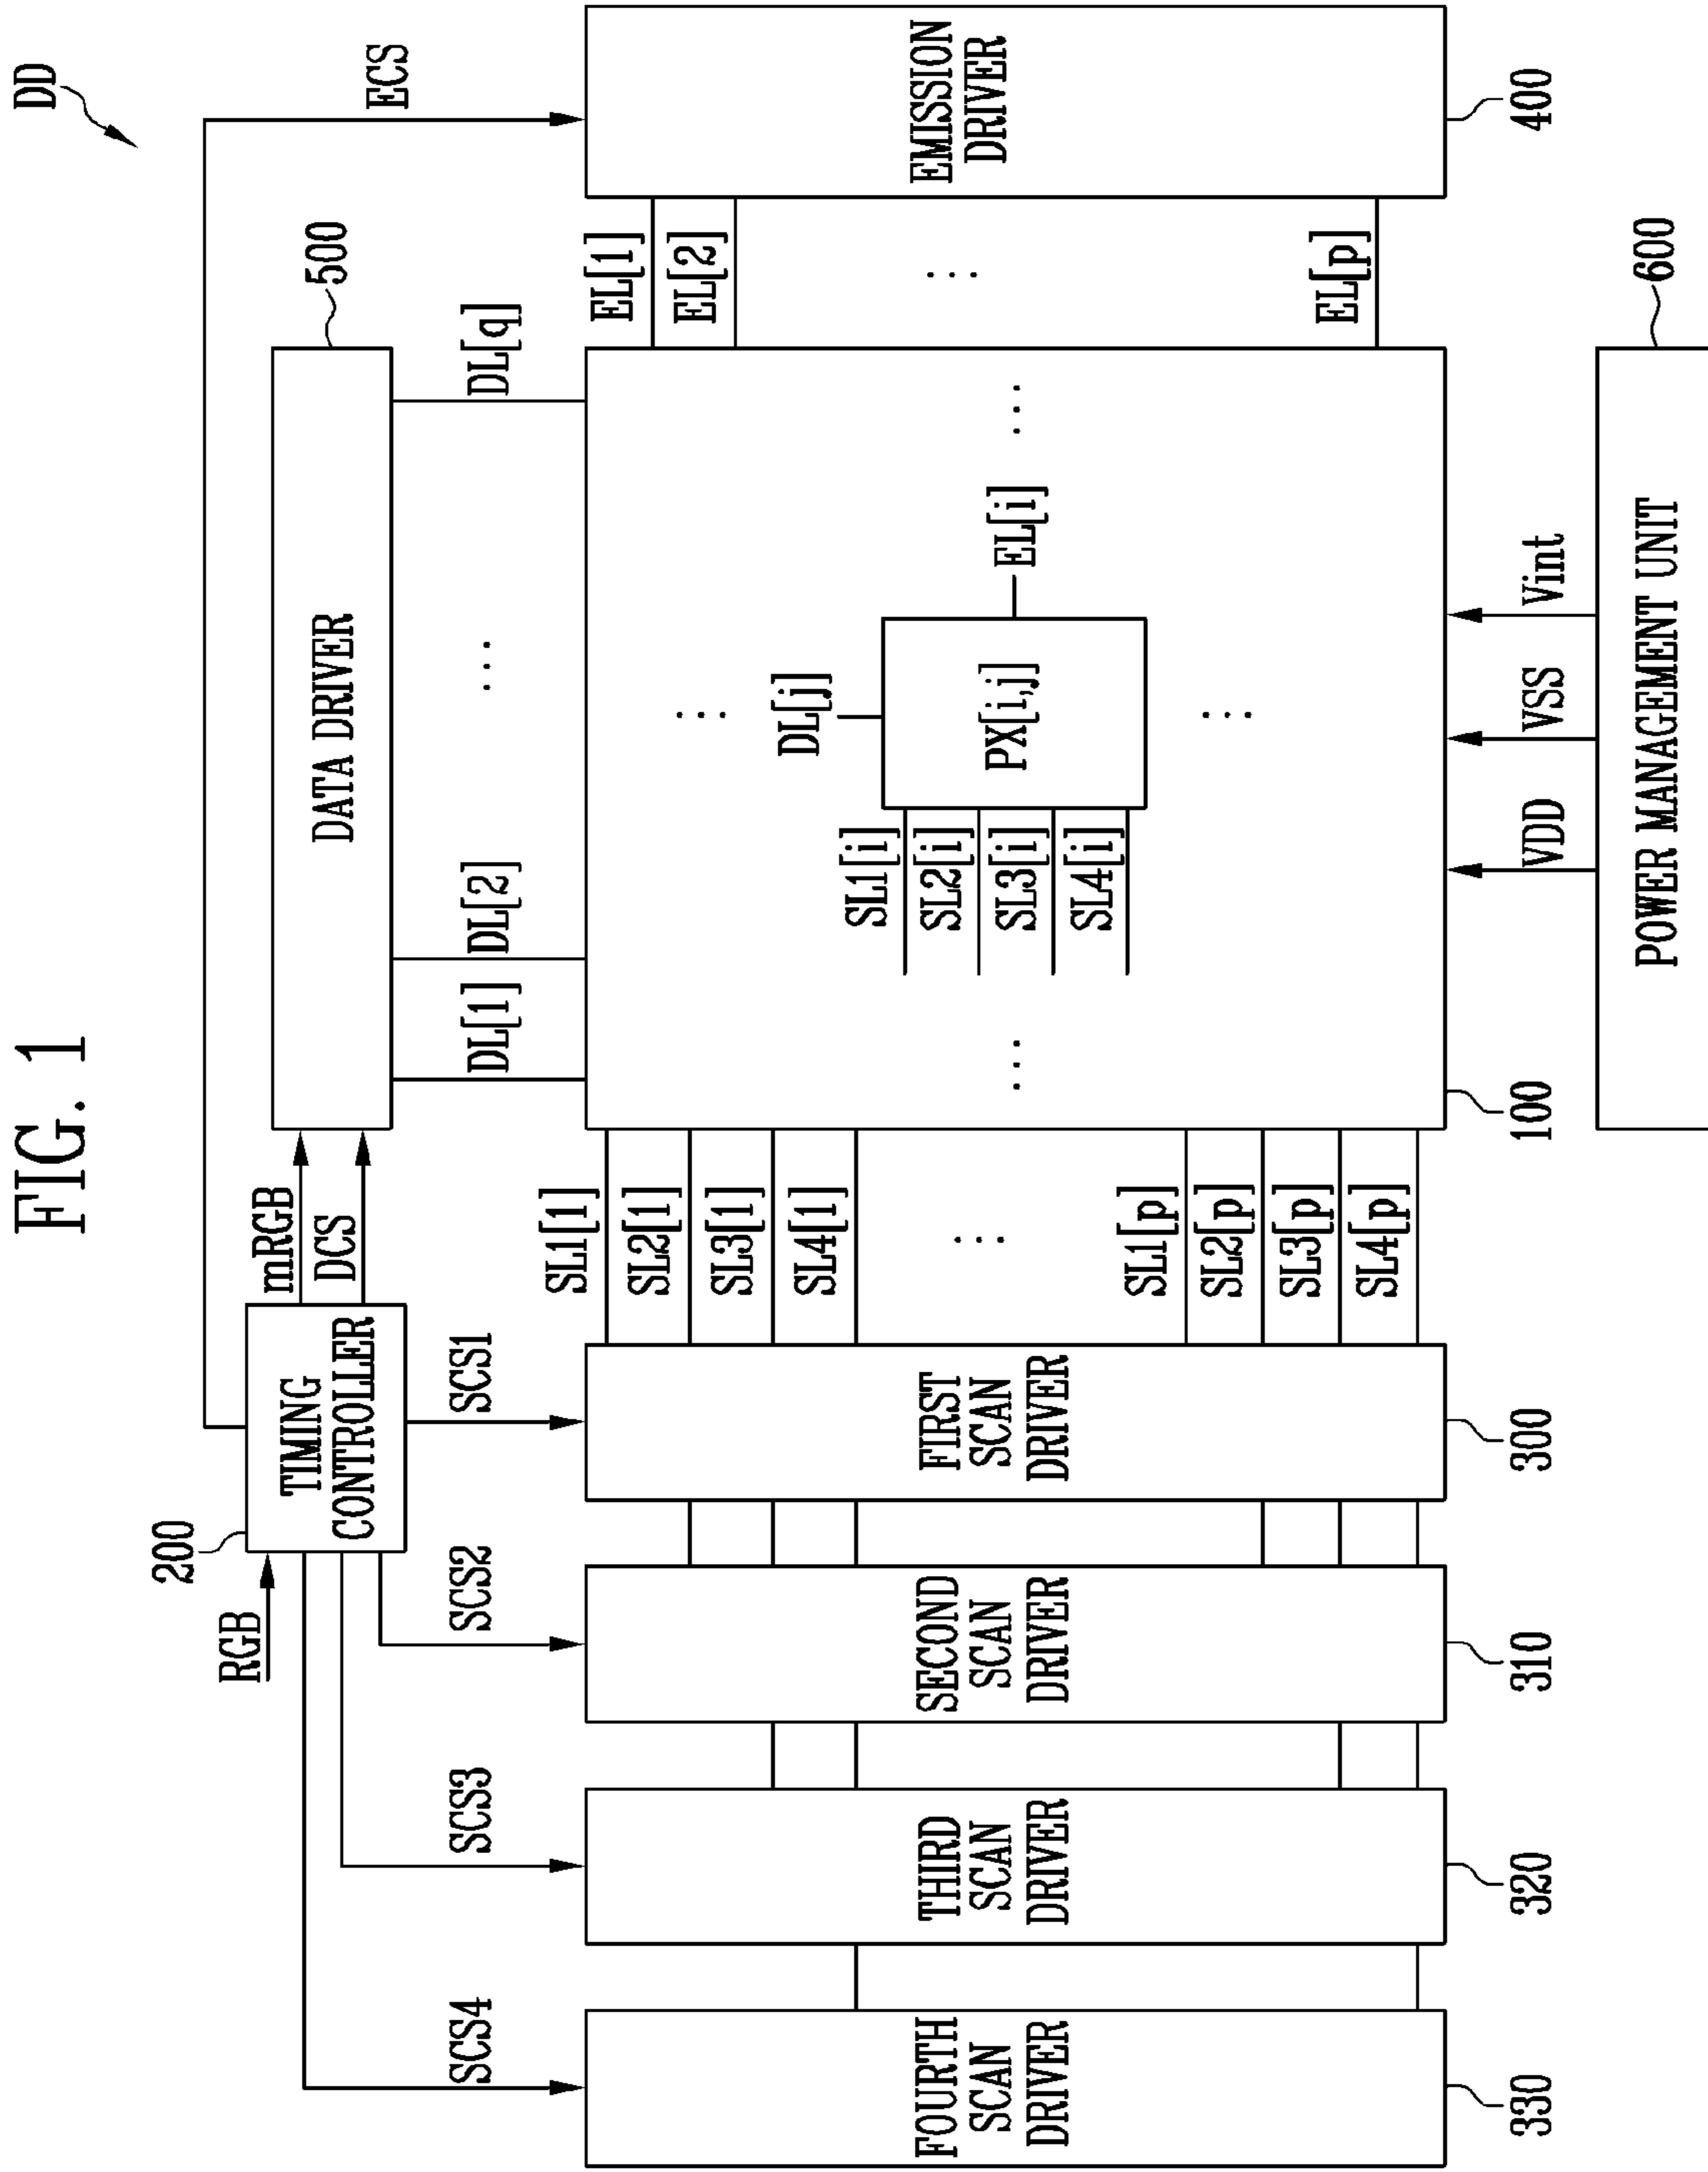 FIG. 1
DD
ECS
200
RGB
TIMING
CONTROLLER
mRGB
DCS
DATA DRIVER
500
SCS4
SCS3
SCS2
SCS1
DL[1]
DL[2]
...
DL[q]
FOURTH
SCAN
DRIVER
330
THIRD
SCAN
DRIVER
320
SECOND
SCAN
DRIVER
310
FIRST
SCAN
DRIVER
300
SL1[1]
SL2[1]
SL3[1]
SL4[1]
...
SL1[p]
SL2[p]
SL3[p]
SL4[p]
...
DL[j]
SL1[i]
SL2[i]
SL3[i]
SL4[i]
PX[i,j]
EL[i]
...
...
...
100
EL[1]
EL[2]
...
EL[p]
EMISSION
DRIVER
400
VDD
VSS
Vint
POWER MANAGEMENT UNIT
600